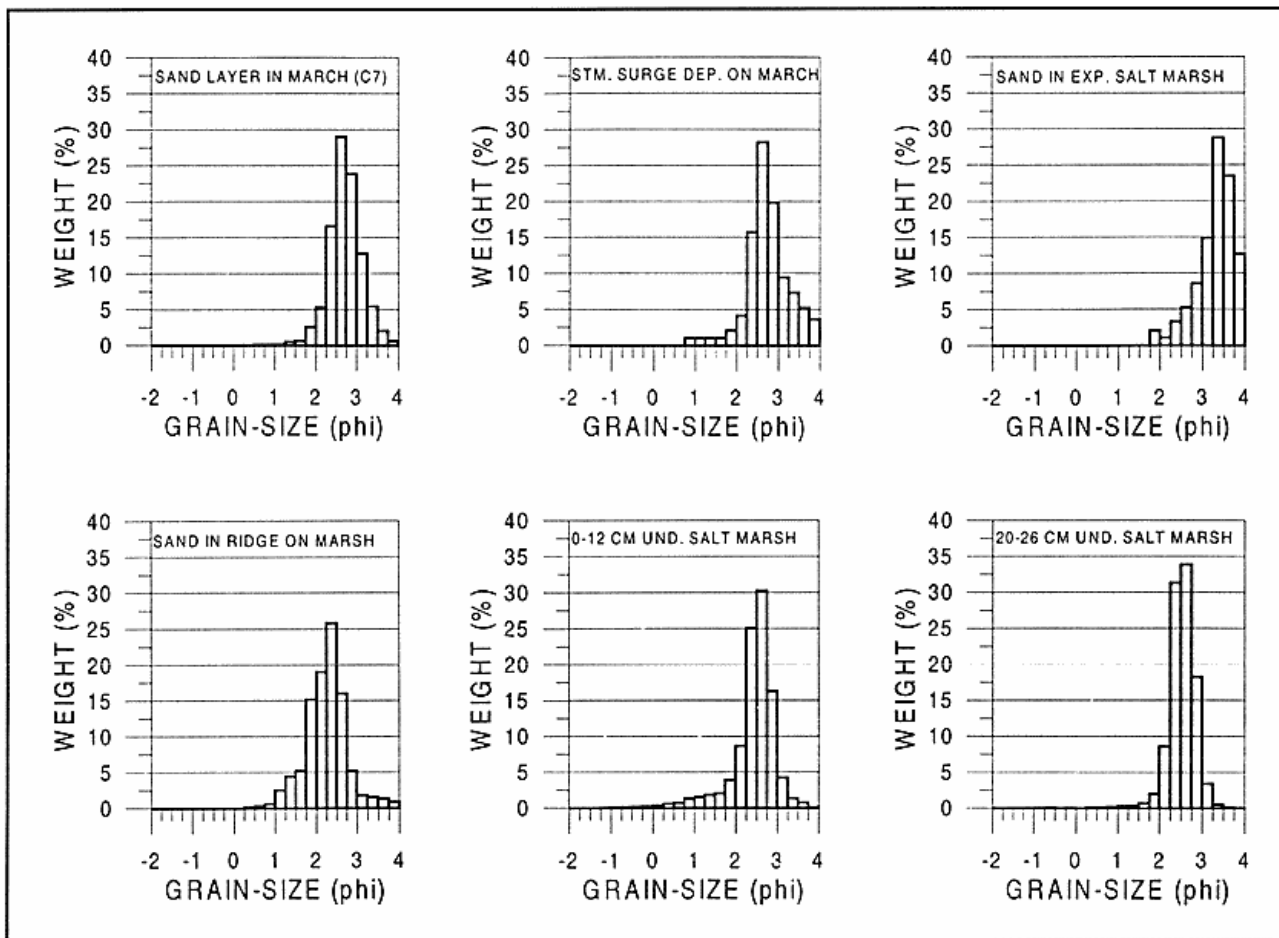 SAND LAYER IN MARCH (C7)
WEIGHT (%)
40
35
30
25
20
15
10
5
0
-2 -1 0 1 2 3 4
GRAIN-SIZE (phi)
STM. SURGE DEP. ON MARCH
WEIGHT (%)
40
35
30
25
20
15
10
5
0
-2 -1 0 1 2 3 4
GRAIN-SIZE (phi)
SAND IN EXP. SALT MARSH
WEIGHT (%)
40
35
30
25
20
15
10
5
0
-2 -1 0 1 2 3 4
GRAIN-SIZE (phi)
SAND IN RIDGE ON MARSH
WEIGHT (%)
40
35
30
25
20
15
10
5
0
-2 -1 0 1 2 3 4
GRAIN-SIZE (phi)
0-12 CM UND. SALT MARSH
WEIGHT (%)
40
35
30
25
20
15
10
5
0
-2 -1 0 1 2 3 4
GRAIN-SIZE (phi)
20-26 CM UND. SALT MARSH
WEIGHT (%)
40
35
30
25
20
15
10
5
0
-2 -1 0 1 2 3 4
GRAIN-SIZE (phi)